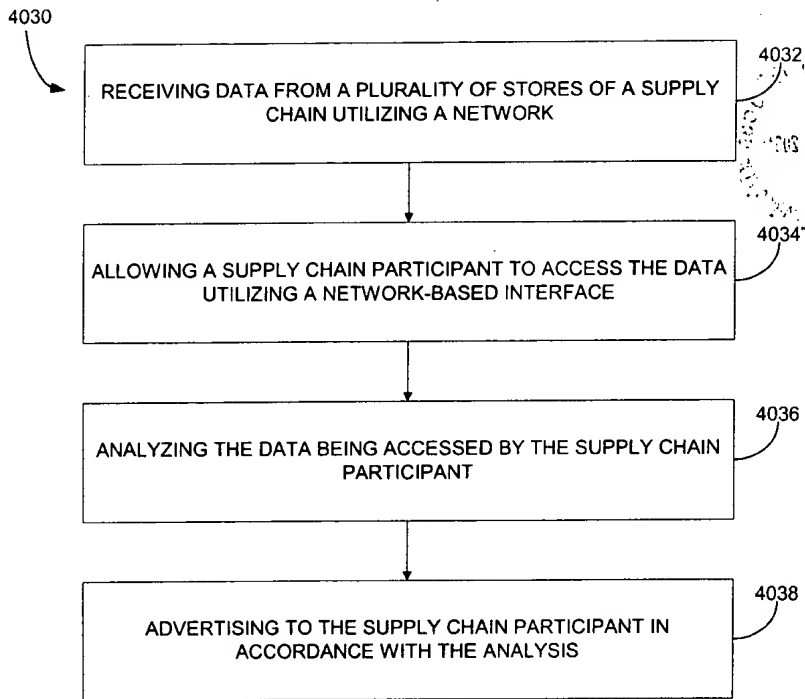 4030
4032
RECEIVING DATA FROM A PLURALITY OF STORES OF A SUPPLY
CHAIN UTILIZING A NETWORK
4034
ALLOWING A SUPPLY CHAIN PARTICIPANT TO ACCESS THE DATA
UTILIZING A NETWORK-BASED INTERFACE
4036
ANALYZING THE DATA BEING ACCESSED BY THE SUPPLY CHAIN
PARTICIPANT
4038
ADVERTISING TO THE SUPPLY CHAIN PARTICIPANT IN
ACCORDANCE WITH THE ANALYSIS